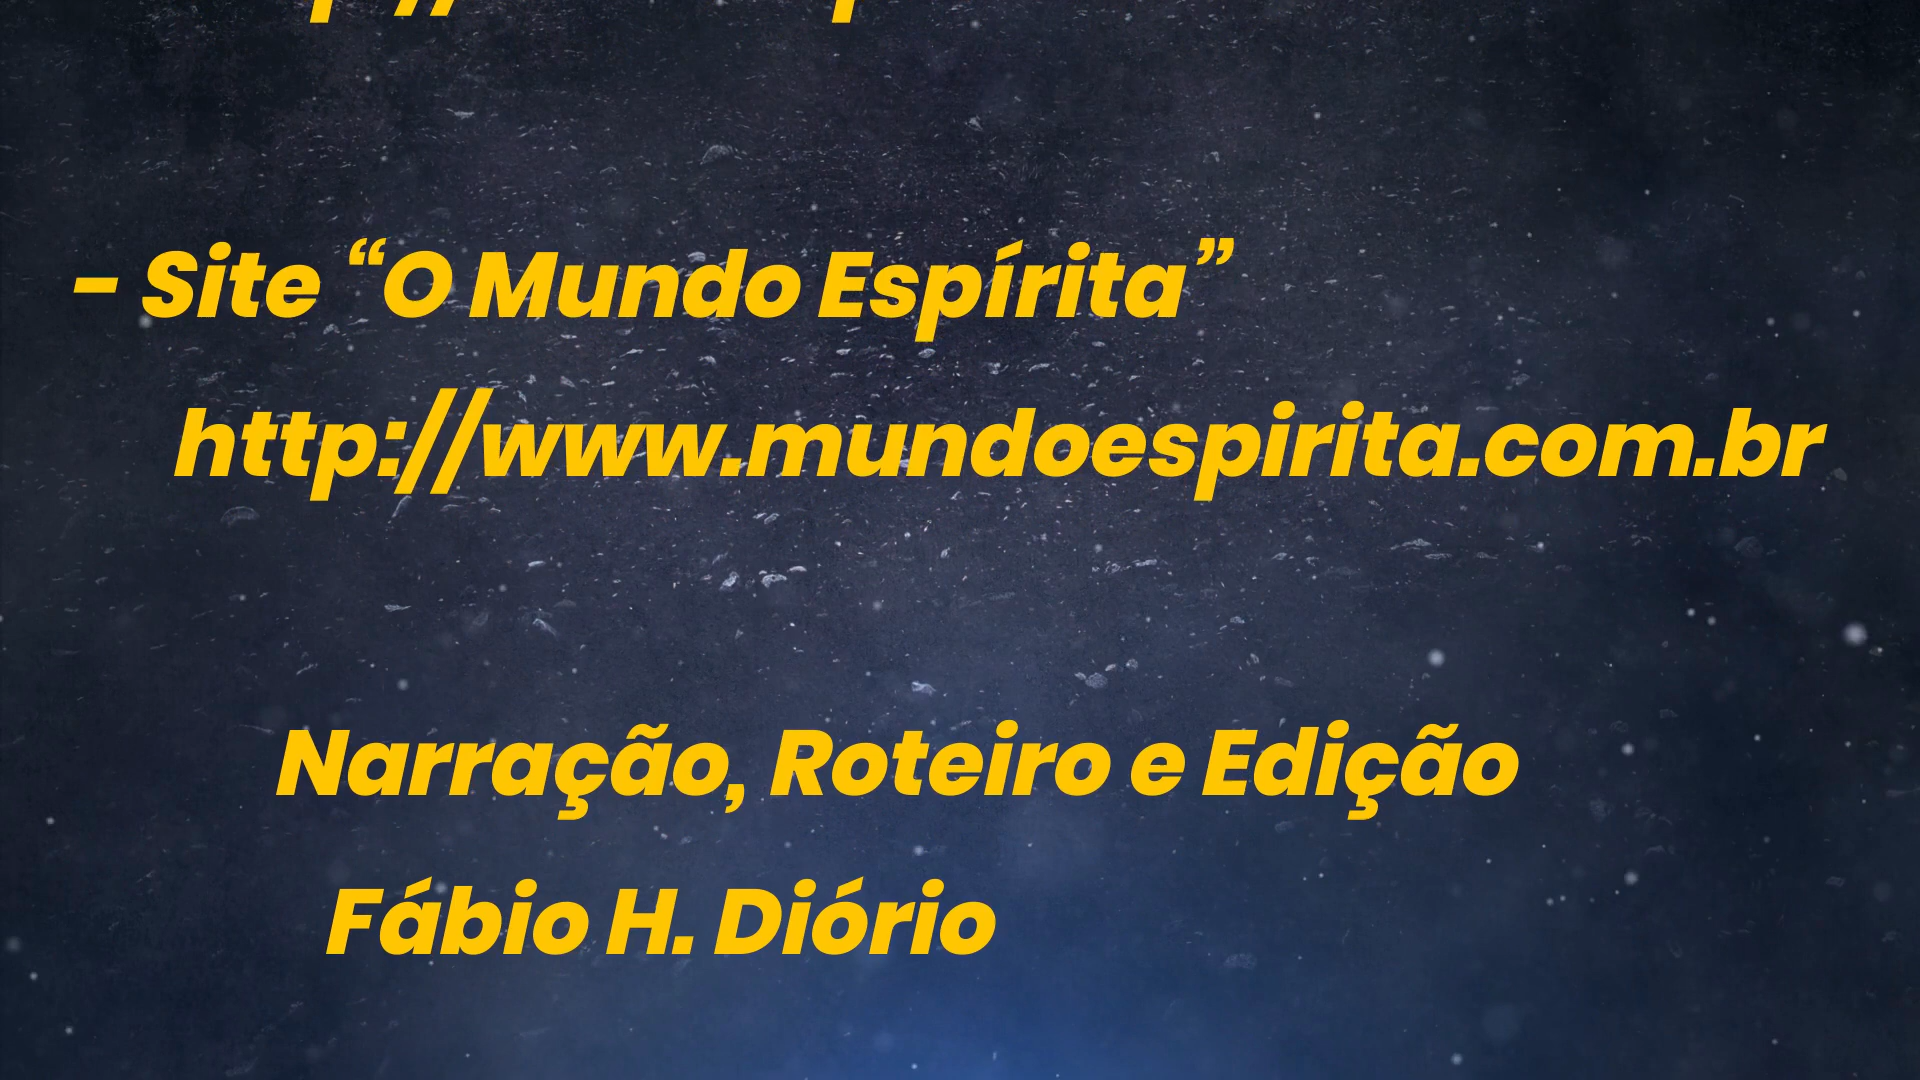 - Site “O Mundo Espírita”
http://www.mundoespirita.com.br
Narração, Roteiro e Edição
Fábio H. Diório